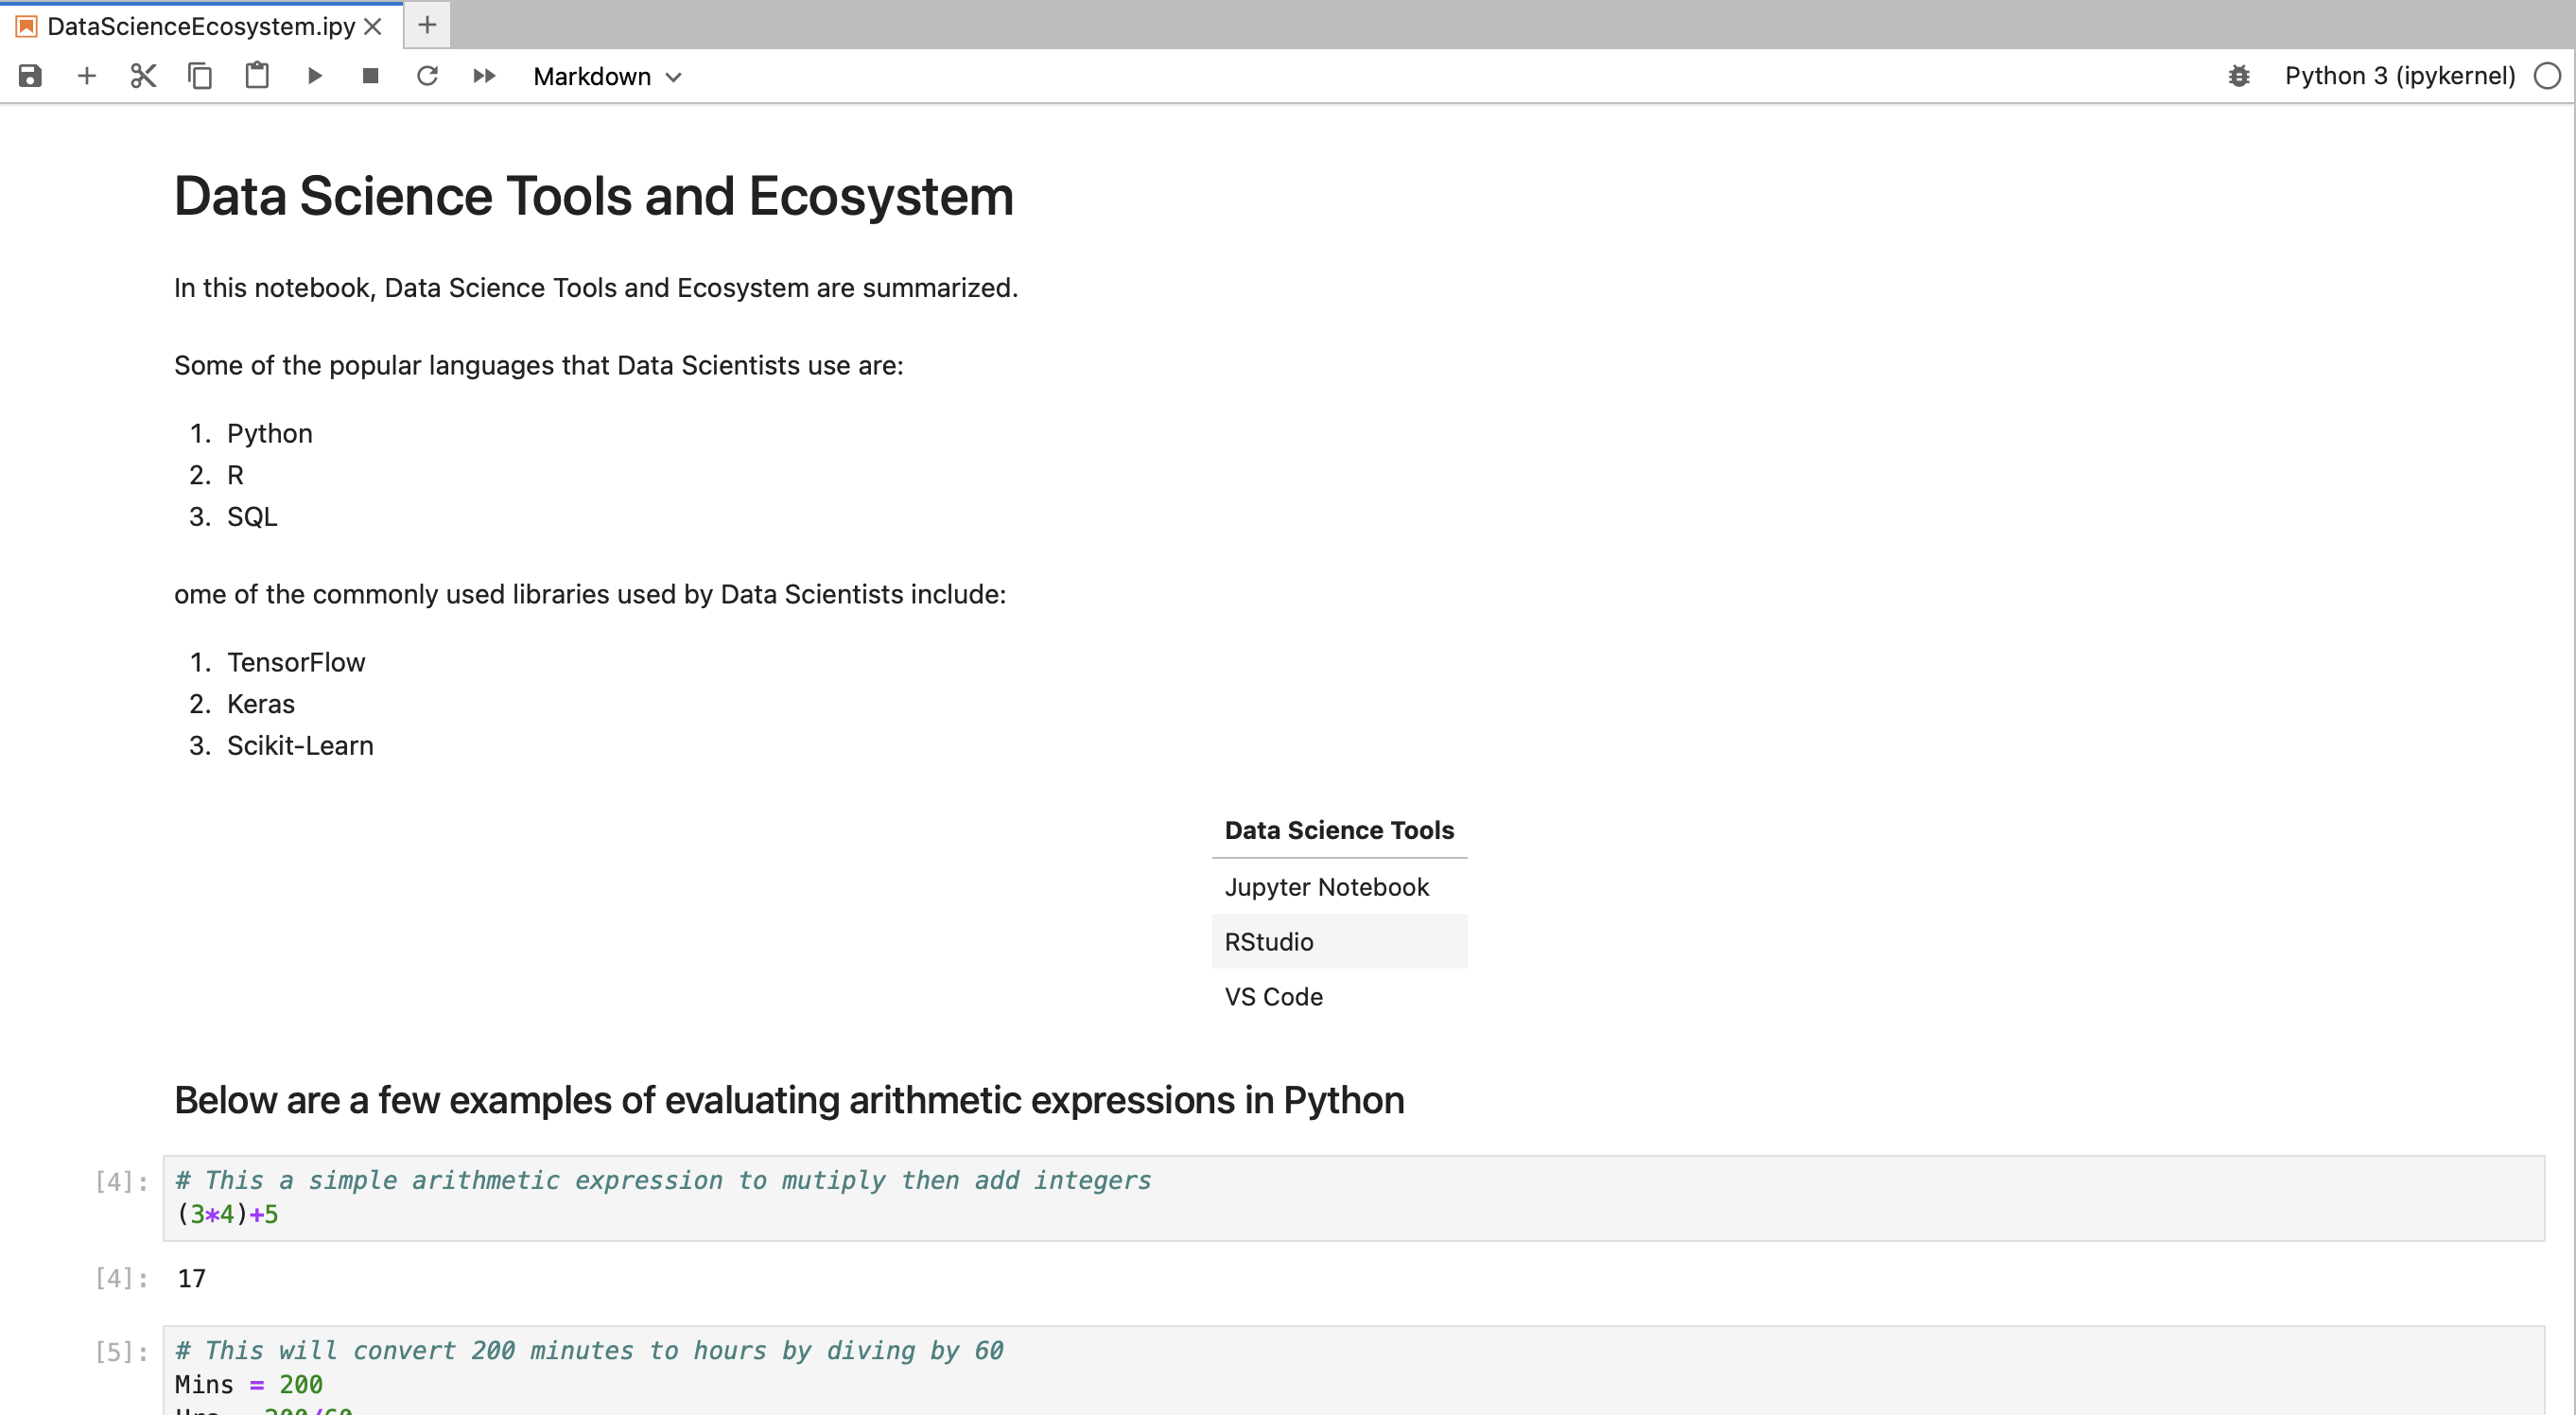 DataScienceEcosystem.ipy
Markdown
Python 3 (ipykernel)
Data Science Tools and Ecosystem
In this notebook, Data Science Tools and Ecosystem are summarized.
Some of the popular languages that Data Scientists use are:
1. Python
2. R
3. SQL
ome of the commonly used libraries used by Data Scientists include:
1. TensorFlow
2. Keras
3. Scikit-Learn
Data Science Tools
Jupyter Notebook
RStudio
VS Code
Below are a few examples of evaluating arithmetic expressions in Python
[4]: # This a simple arithmetic expression to mutiply then add integers
(3*4)+5
[4]: 17
[5]: # This will convert 200 minutes to hours by diving by 60
Mins = 200